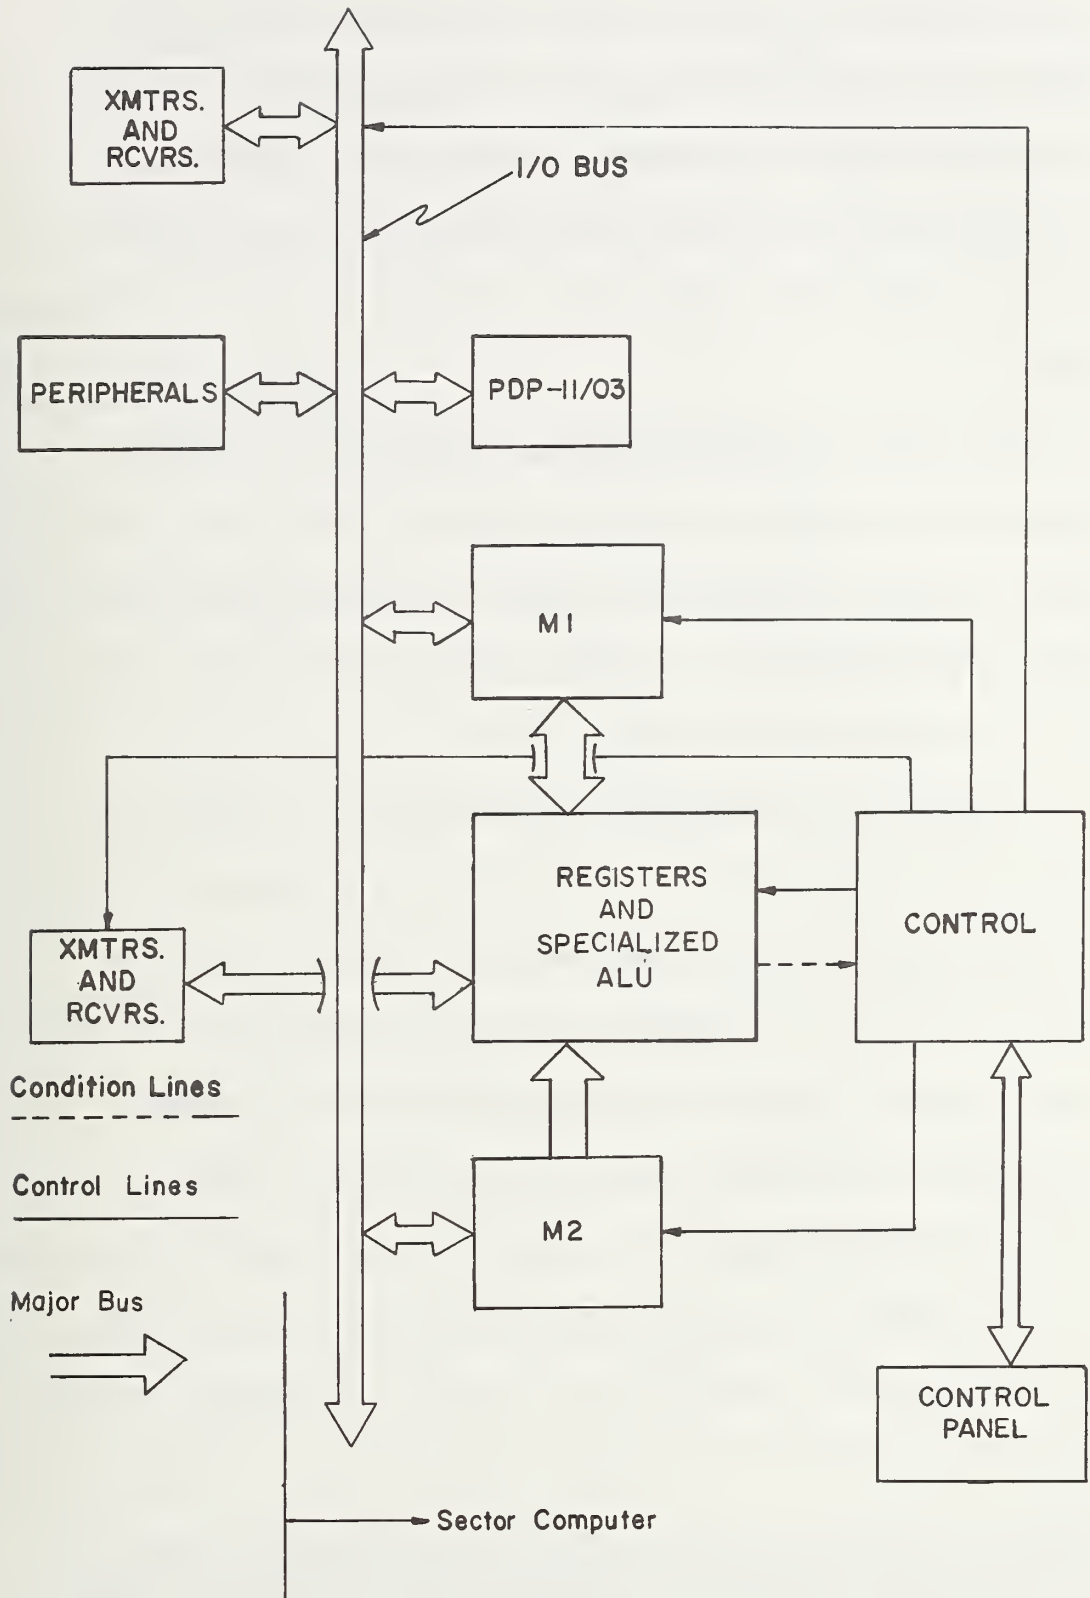 XMTRS.
AND
RCVRS.
I/O BUS
PERIPHERALS
PDP-11/03
M1
REGISTERS
AND
SPECIALIZED
ALU
CONTROL
XMTRS.
AND
RCVRS.
Condition Lines
Control Lines
M2
Major Bus
CONTROL
PANEL
Sector Computer